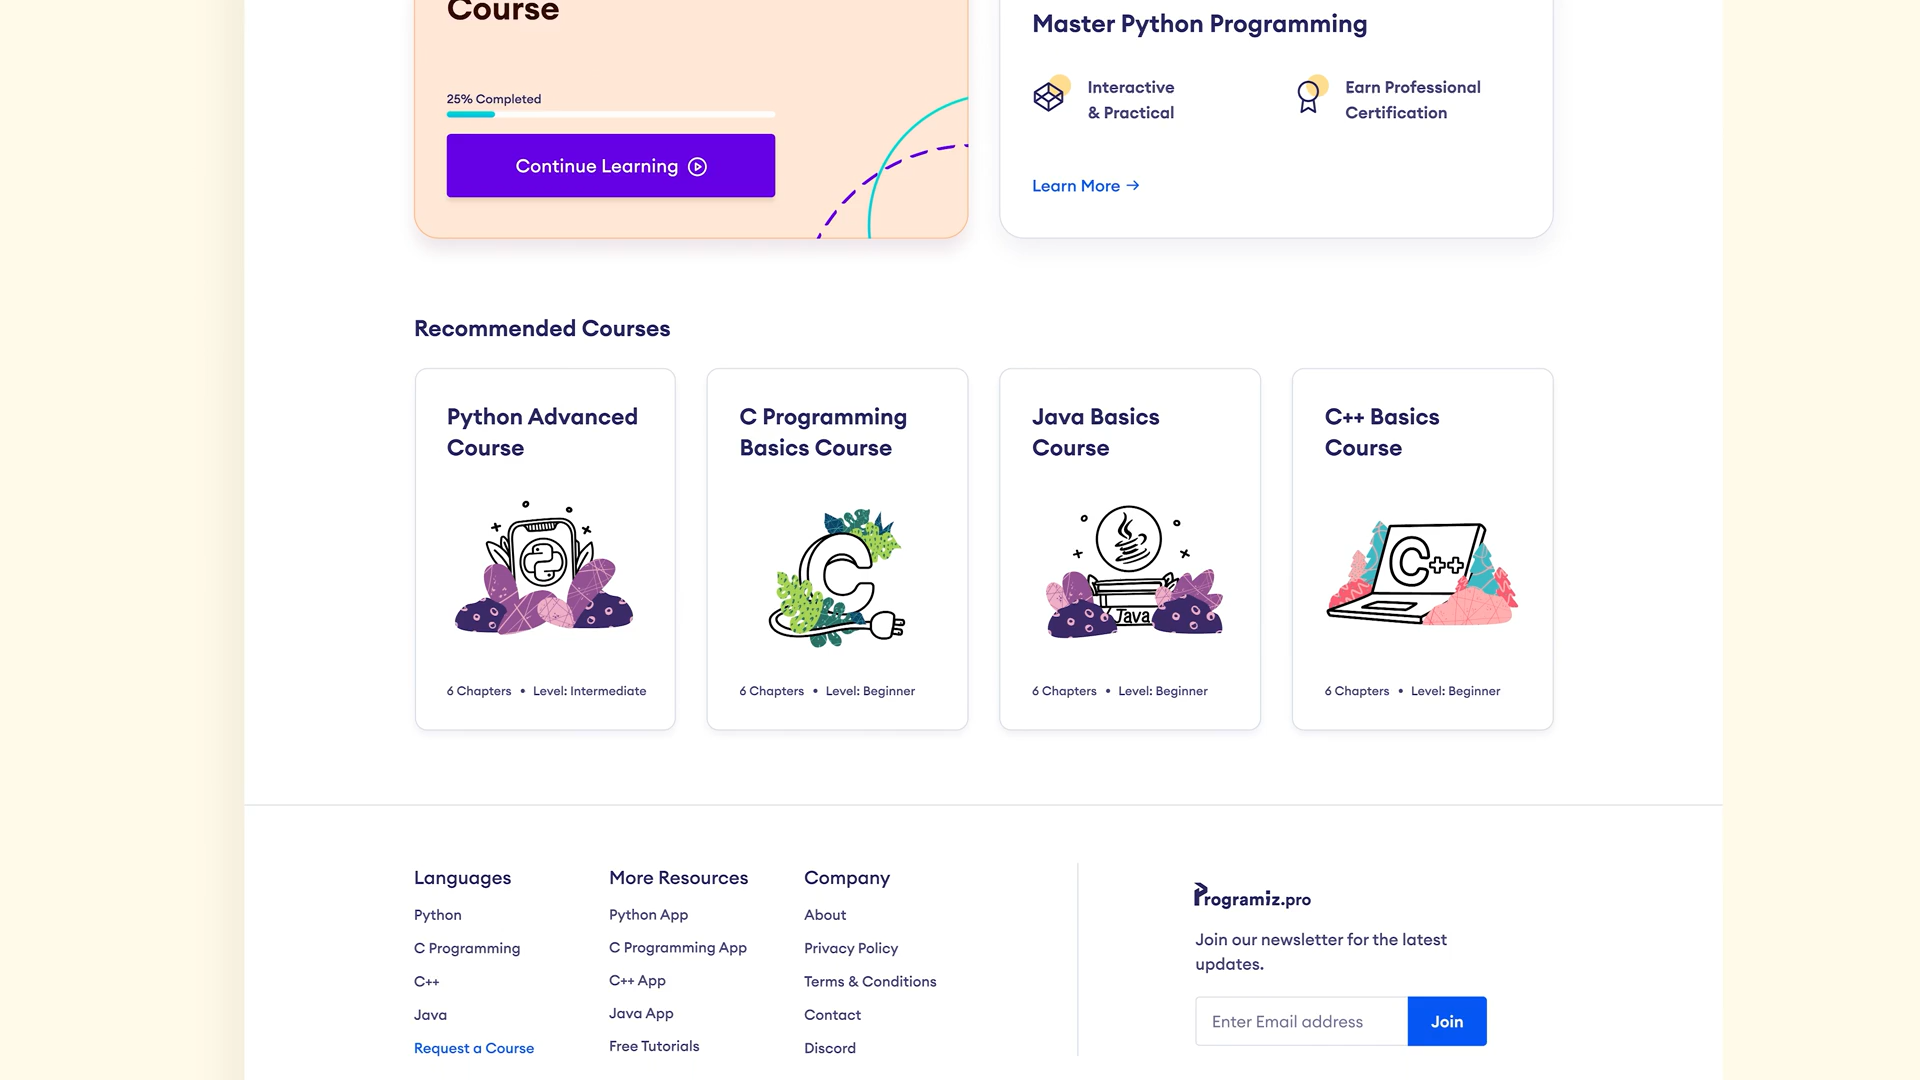 Course
25% Completed
Continue Learning
Master Python Programming
Interactive
& Practical
Earn Professional
Certification
Learn More →
Recommended Courses
Python Advanced
Course
6 Chapters • Level: Intermediate
C Programming
Basics Course
C
6 Chapters • Level: Beginner
Java Basics
Course
Java
6 Chapters • Level: Beginner
C++ Basics
Course
C++
6 Chapters • Level: Beginner
Languages
Python
C Programming
C++
Java
Request a Course
More Resources
Python App
C Programming App
C++ App
Java App
Free Tutorials
Company
About
Privacy Policy
Terms & Conditions
Contact
Discord
Programiz.pro
Join our newsletter for the latest
updates.
Enter Email address
Join